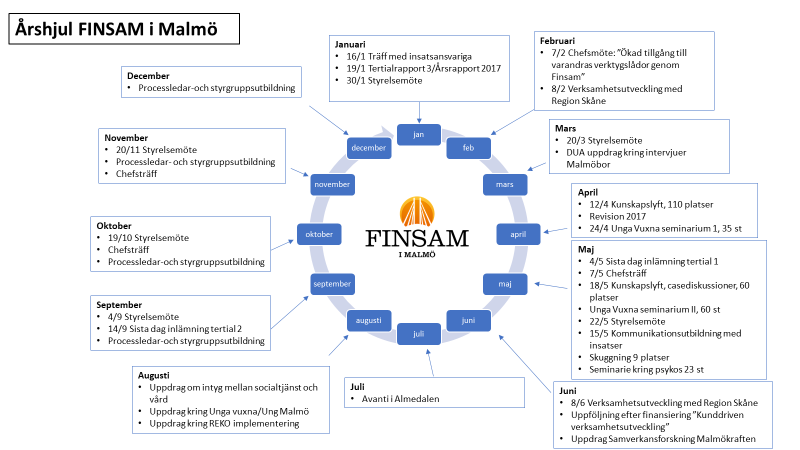 Årshjul FINSAM i Malmö
Januari
• 16/1 Träff med insatsansvariga
• 19/1 Tertialrapport 3/Årsrapport 2017
• 30/1 Styrelsemöte
Februari
• 7/2 Chefsmöte: ”Ökad tillgång till
varandras verktygslådor genom
Finsam”
• 8/2 Verksamhetsutveckling med
Region Skåne
Mars
• 20/3 Styrelsemöte
• DUA uppdrag kring intervjuer
Malmöbor
April
• 12/4 Kunskapslyft, 110 platser
• Revision 2017
• 24/4 Unga Vuxna seminarium 1, 35 st
Maj
• 4/5 Sista dag inlämning tertial 1
• 7/5 Chefsträff
• 18/5 Kunskapslyft, casediskussioner, 60
platser
• Unga Vuxna seminarium II, 60 st
• 22/5 Styrelsemöte
• 15/5 Kommunikationsutbildning med
insatser
• Skuggning 9 platser
• Seminarie kring psykos 23 st
Juni
• 8/6 Verksamhetsutveckling med Region Skåne
• Uppföljning efter finansiering ”Kunddriven
verksamhetsutveckling”
• Uppdrag Samverkansforskning Malmökraften
Juli
• Avanti i Almedalen
Augusti
• Uppdrag om intyg mellan socialtjänst och
vård
• Uppdrag kring Unga vuxna/Ung Malmö
• Uppdrag kring REKO implementering
September
• 4/9 Styrelsemöte
• 14/9 Sista dag inlämning tertial 2
• Processledar-och styrgruppsutbildning
Oktober
• 19/10 Styrelsemöte
• Chefsträff
• Processledar-och styrgruppsutbildning
November
• 20/11 Styrelsemöte
• Processledar- och styrgruppsutbildning
• Chefsträff
December
• Processledar-och styrgruppsutbildning
jan
feb
mars
april
maj
juni
juli
augusti
september
oktober
november
december
FINSAM
I MALMÖ